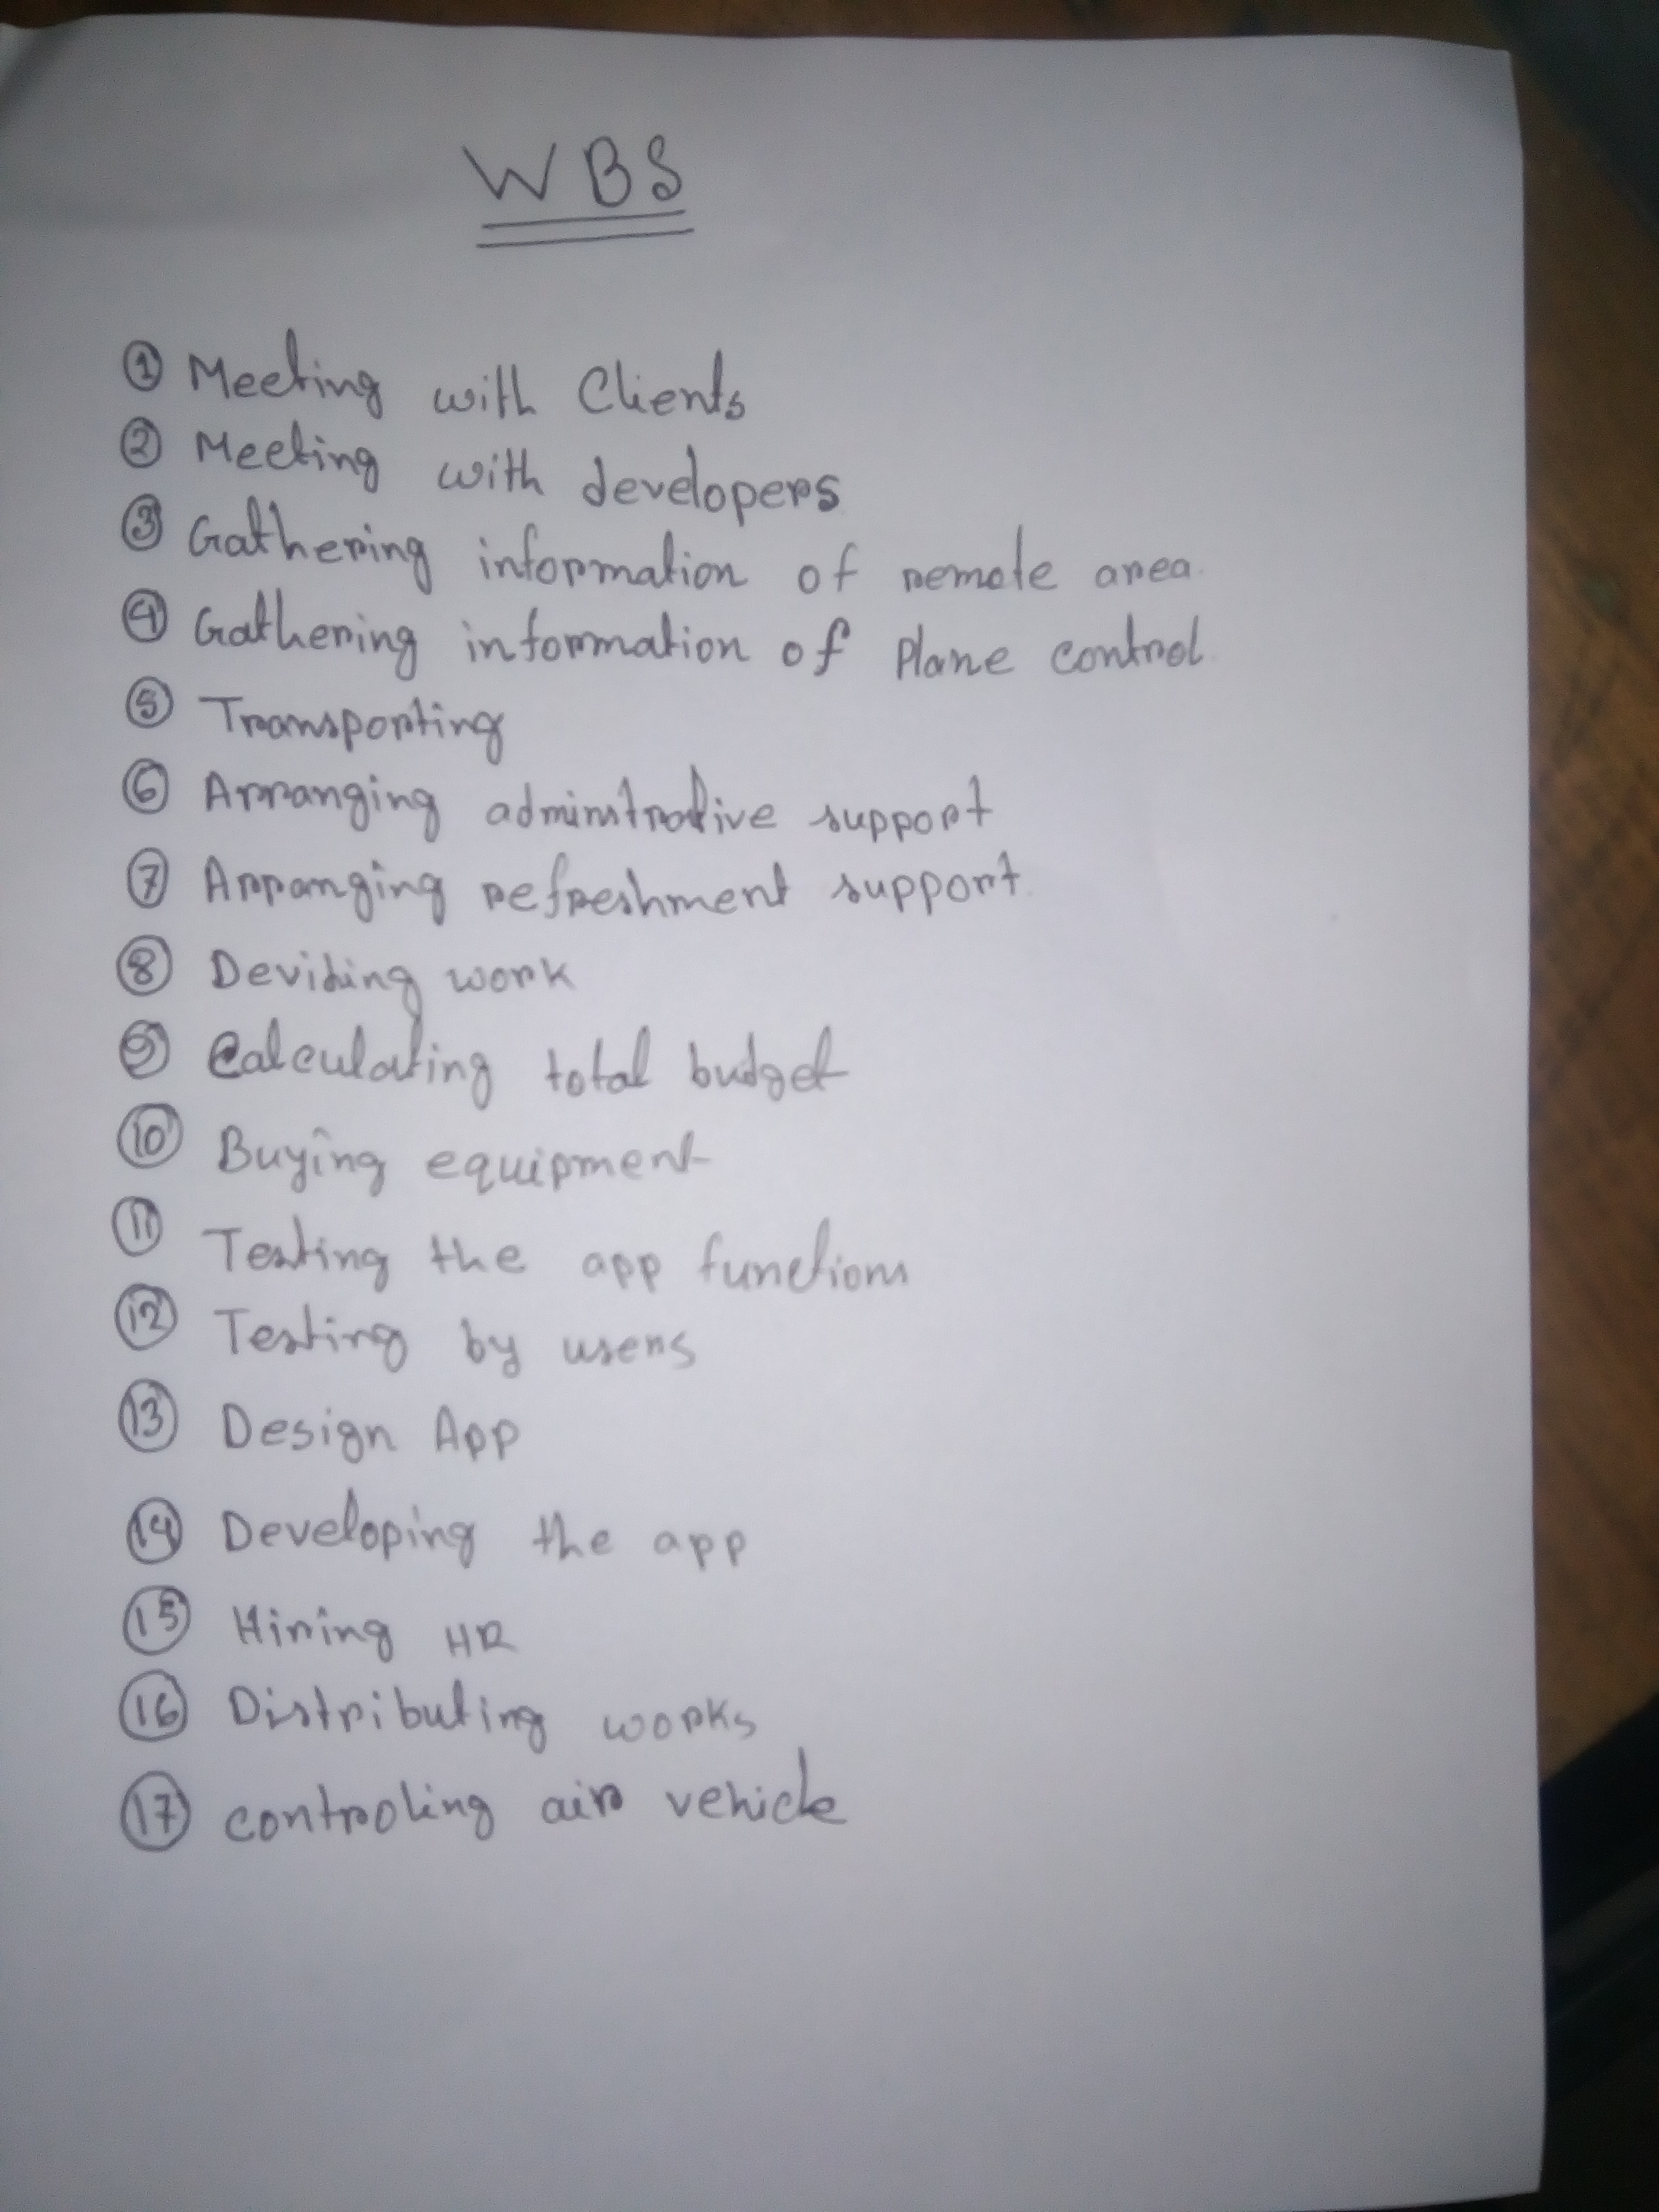 WBS
① Meeting with Clients
② Meeting with developers
③ Gathering information of remote area.
④ Gathering information of Plane control.
⑤ Transporting
⑥ Arranging adminstrative support
⑦ Arranging refreshment support.
⑧ Deviding work
⑨ Calculating total budget
⑩ Buying equipment
⑪ Testing the app functions
⑫ Testing by users
⑬ Design App
⑭ Developing the app
⑮ Hiring HR
⑯ Distributing works
⑰ controling air vehicle